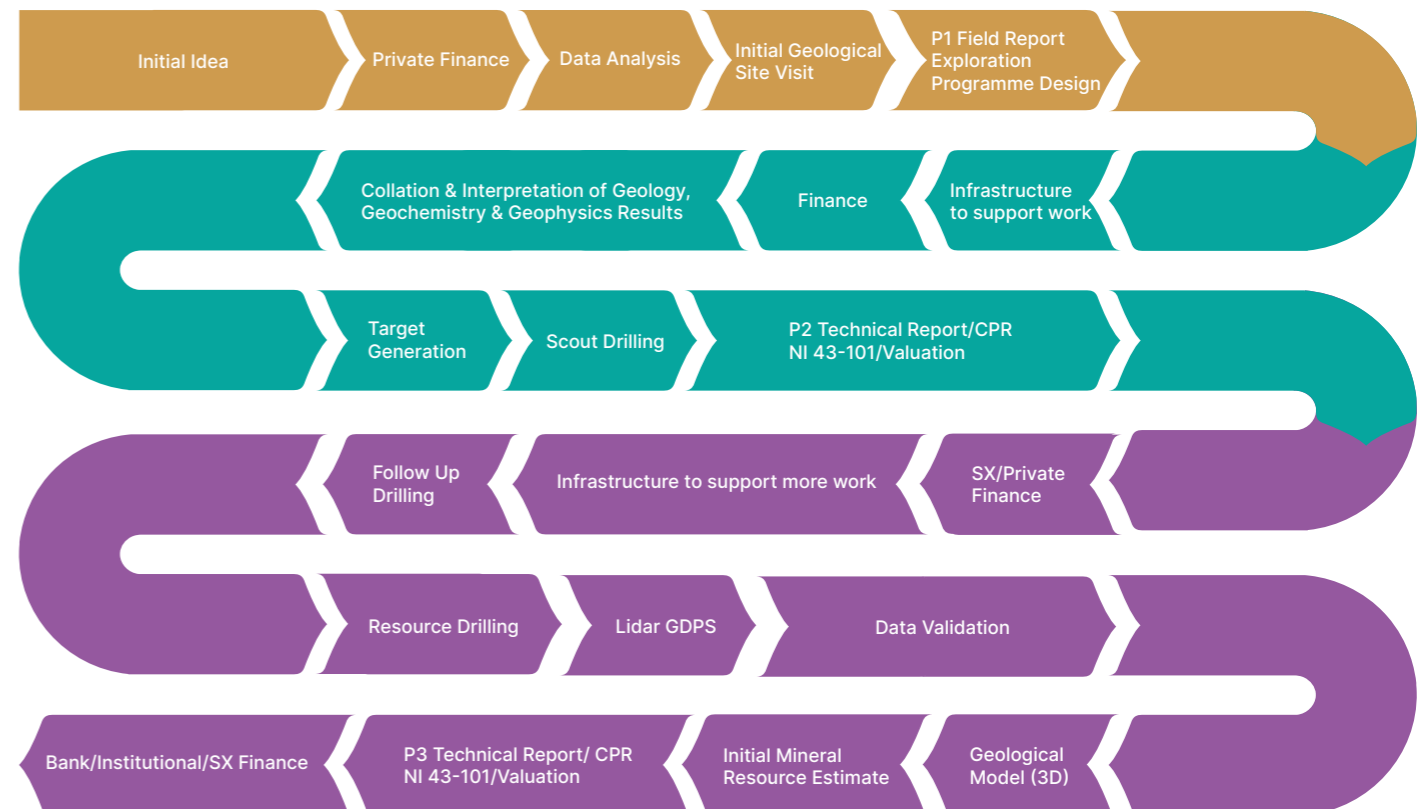 Initial Idea
Private Finance
Data Analysis
Initial Geological
Site Visit
P1 Field Report
Exploration
Programme Design
Infrastructure
to support work
Finance
Collation & Interpretation of Geology,
Geochemistry & Geophysics Results
Target
Generation
Scout Drilling
P2 Technical Report/CPR
NI 43-101/Valuation
SX/Private
Finance
Infrastructure to support more work
Follow Up
Drilling
Resource Drilling
Lidar GDPS
Data Validation
Geological
Model (3D)
Initial Mineral
Resource Estimate
P3 Technical Report/ CPR
NI 43-101/Valuation
Bank/Institutional/SX Finance